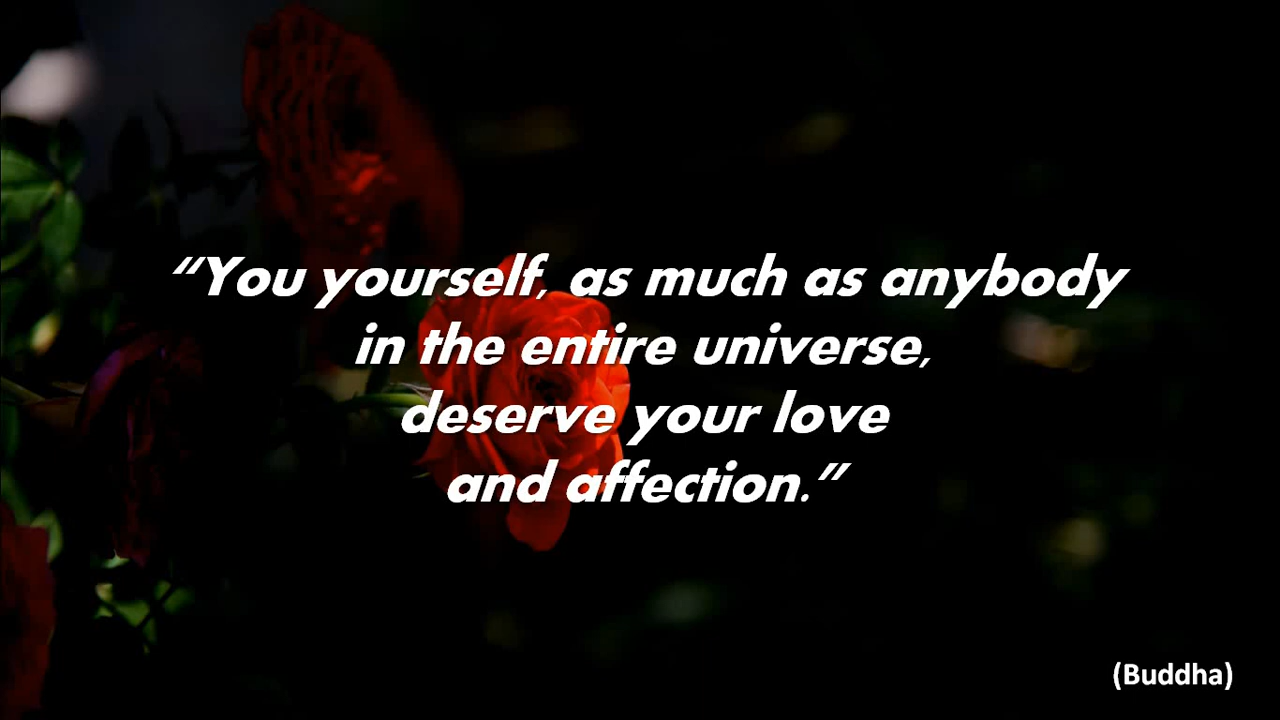 “You yourself, as much as anybody
in the entire universe,
deserve your love
and affection.”
(Buddha)